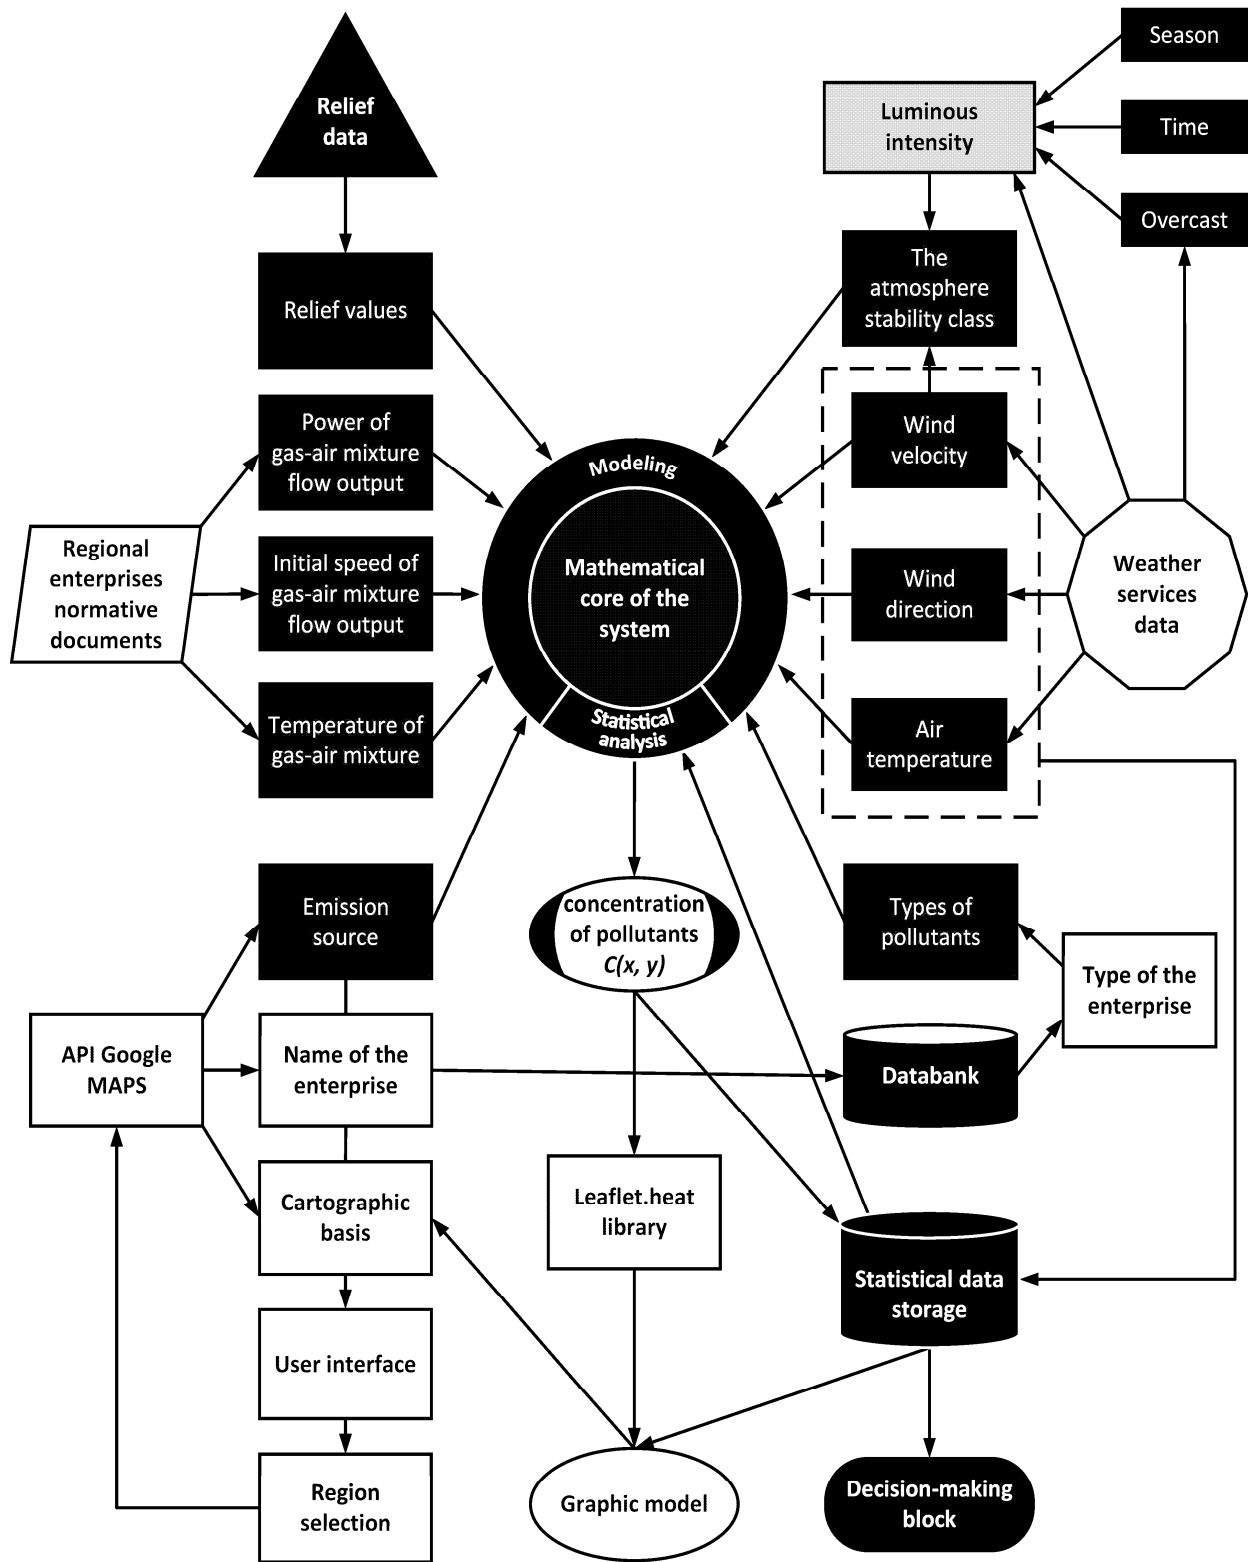 Season
Relief
data
Luminous
intensity
Time
Overcast
Relief values
The
atmosphere
stability class
Power of
gas-air mixture
flow output
Wind
velocity
Modeling
Regional
enterprises
normative
documents
Initial speed of
gas-air mixture
flow output
Mathematical
core of the
system
Wind
direction
Weather
services
data
Temperature of
gas-air mixture
Statistical
analysis
Air
temperature
Emission
source
concentration
of pollutants
C(x, y)
Types of
pollutants
Type of the
enterprise
API Google
MAPS
Name of the
enterprise
Databank
Cartographic
basis
Leaflet.heat
library
Statistical data
storage
User interface
Region
selection
Graphic model
Decision-making
block